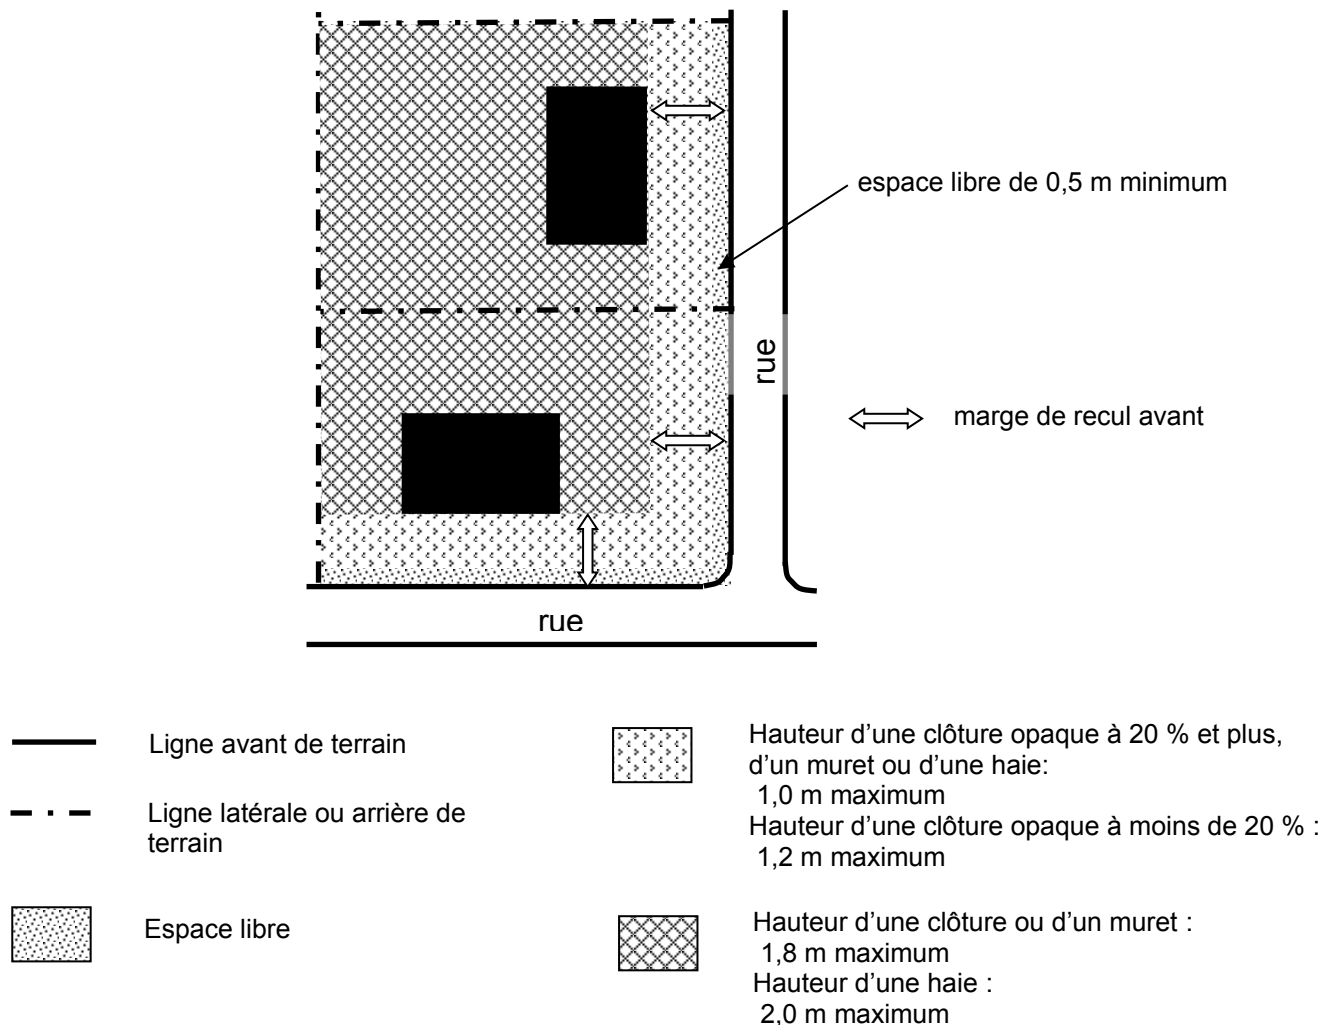 espace libre de 0,5 m minimum
rue
marge de recul avant
rue
Ligne avant de terrain
Ligne latérale ou arrière de
terrain
Espace libre
Hauteur d’une clôture opaque à 20 % et plus,
d’un muret ou d’une haie:
1,0 m maximum
Hauteur d’une clôture opaque à moins de 20 % :
1,2 m maximum
Hauteur d’une clôture ou d’un muret :
1,8 m maximum
Hauteur d’une haie :
2,0 m maximum